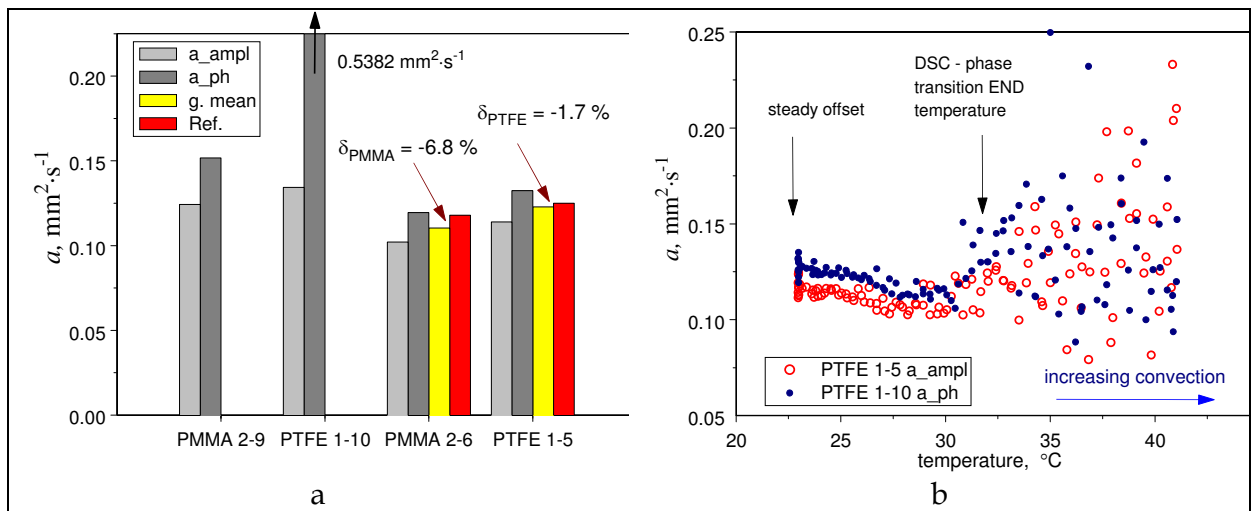 a_ampl
a_ph
g. mean
Ref.
0.5382 mm²·s⁻¹
δPTFE = -1.7 %
δPMMA = -6.8 %
a, mm²·s⁻¹
0.20
0.15
0.10
0.05
0.00
PMMA 2-9 PTFE 1-10 PMMA 2-6 PTFE 1-5
a
0.25
0.20
0.15
0.10
0.05
a, mm²·s⁻¹
steady offset
DSC - phase
transition END
temperature
PTFE 1-5 a_ampl
PTFE 1-10 a_ph
increasing convection
20 25 30 35 40
temperature, °C
b